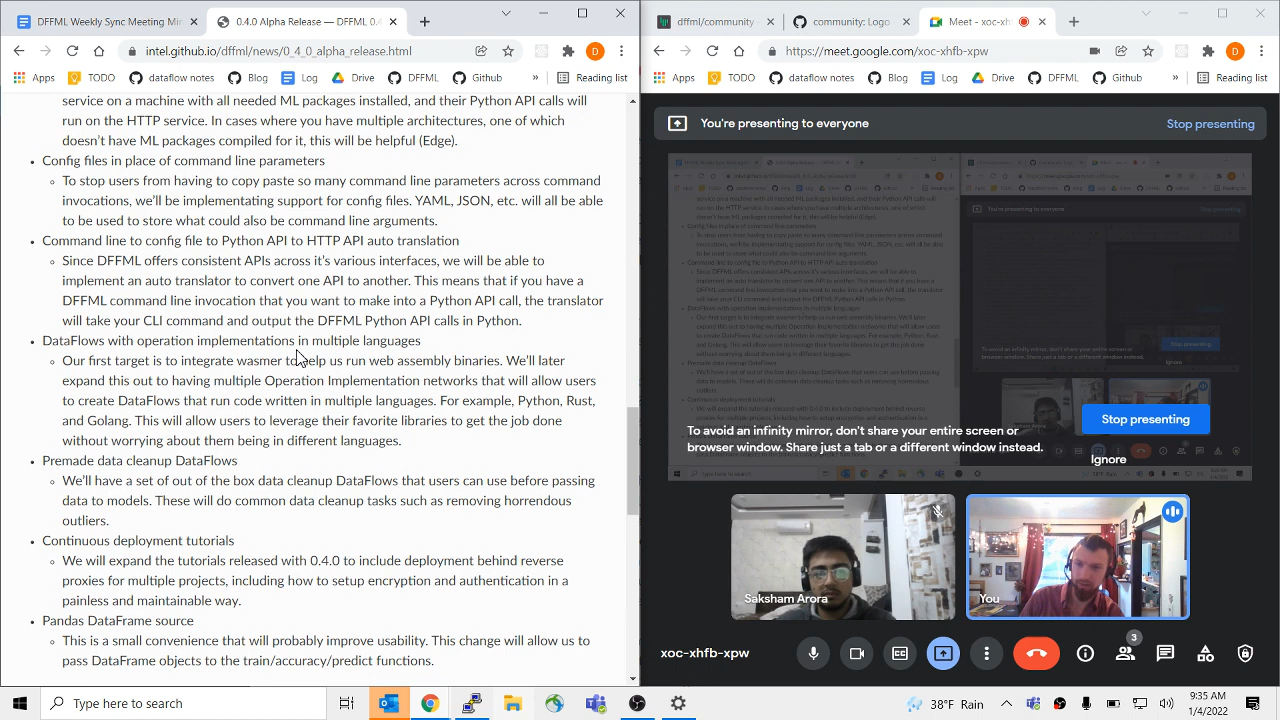 DFFML Weekly Sync Meeting Min
0.4.0 Alpha Release — DFFML 0.4
intel.github.io/dffml/news/0_4_0_alpha_release.html
Apps
TODO
dataflow notes
Blog
Log
Drive
DFFML
Github
»
Reading list
service on a machine with all needed ML packages installed, and their Python API calls will
run on the HTTP service. In cases where you have multiple architectures, one of which
doesn't have ML packages compiled for it, this will be helpful (Edge).
Config files in place of command line parameters
To stop users from having to copy paste so many command line parameters across command
invocations, we'll be implementing support for config files. YAML, JSON, etc. will all be able
to be used to store what could also be command line arguments.
Command line to config file to Python API to HTTP API auto translation
Since DFFML offers consistent APIs across it's various interfaces, we will be able to
implement an auto translator to convert one API to another. This means that if you have a
DFFML command line invocation that you want to make into a Python API call, the translator
will take your CLI command and output the DFFML Python API calls in Python.
DataFlows with operation implementations in multiple languages
Our first target is to integrate wasmer to help us run web assembly binaries. We'll later
expand this out to having multiple Operation Implementation networks that will allow users
to create DataFlows that run code written in multiple languages. For example, Python, Rust,
and Golang. This will allow users to leverage their favorite libraries to get the job done
without worrying about them being in different languages.
Premade data cleanup DataFlows
We'll have a set of out of the box data cleanup DataFlows that users can use before passing
data to models. These will do common data cleanup tasks such as removing horrendous
outliers.
Continuous deployment tutorials
We will expand the tutorials released with 0.4.0 to include deployment behind reverse
proxies for multiple projects, including how to setup encryption and authentication in a
painless and maintainable way.
Pandas DataFrame source
This is a small convenience that will probably improve usability. This change will allow us to
pass DataFrame objects to the train/accuracy/predict functions.
dffml/community
community: Logo
Meet - xoc-xhf
https://meet.google.com/xoc-xhfb-xpw
Apps
TODO
dataflow notes
Blog
Log
Drive
DFFML
Github
»
Reading list
You're presenting to everyone
Stop presenting
To avoid an infinity mirror, don't share your entire screen or
browser window. Share just a tab or a different window instead.
Stop presenting
Ignore
Saksham Arora
You
xoc-xhfb-xpw
3
Type here to search
38°F Rain
9:35 AM
1/4/2022